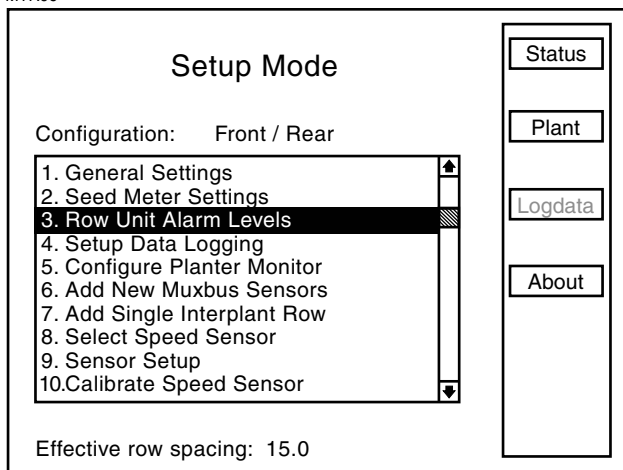 Setup Mode
Configuration: Front / Rear
1. General Settings
2. Seed Meter Settings
3. Row Unit Alarm Levels
4. Setup Data Logging
5. Configure Planter Monitor
6. Add New Muxbus Sensors
7. Add Single Interplant Row
8. Select Speed Sensor
9. Sensor Setup
10.Calibrate Speed Sensor
Effective row spacing: 15.0
Status
Plant
Logdata
About